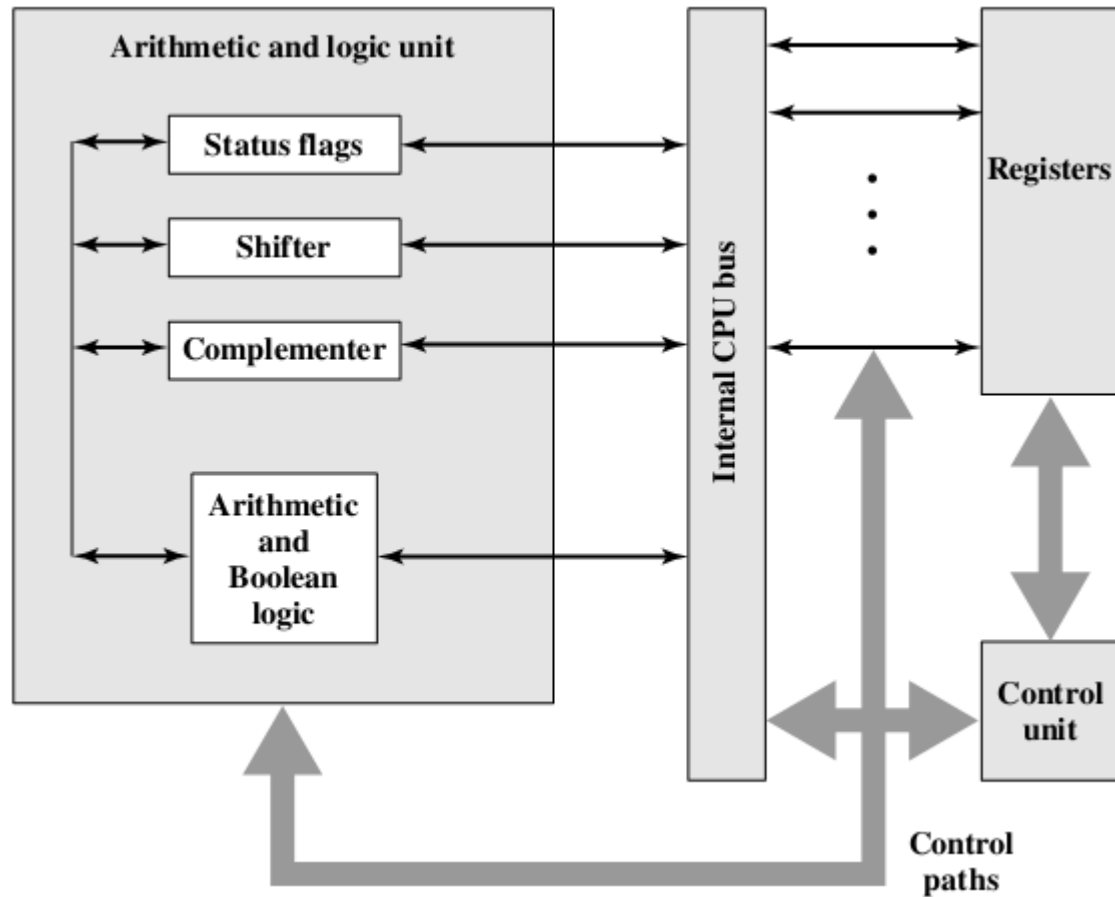 Arithmetic and logic unit
Status flags
Shifter
Complementer
Arithmetic
and
Boolean
logic
Internal CPU bus
Registers
Control
unit
Control
paths